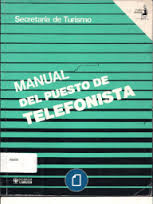 Secretaría de Turismo
MANUAL
DEL PUESTO DE
TELEFONISTA